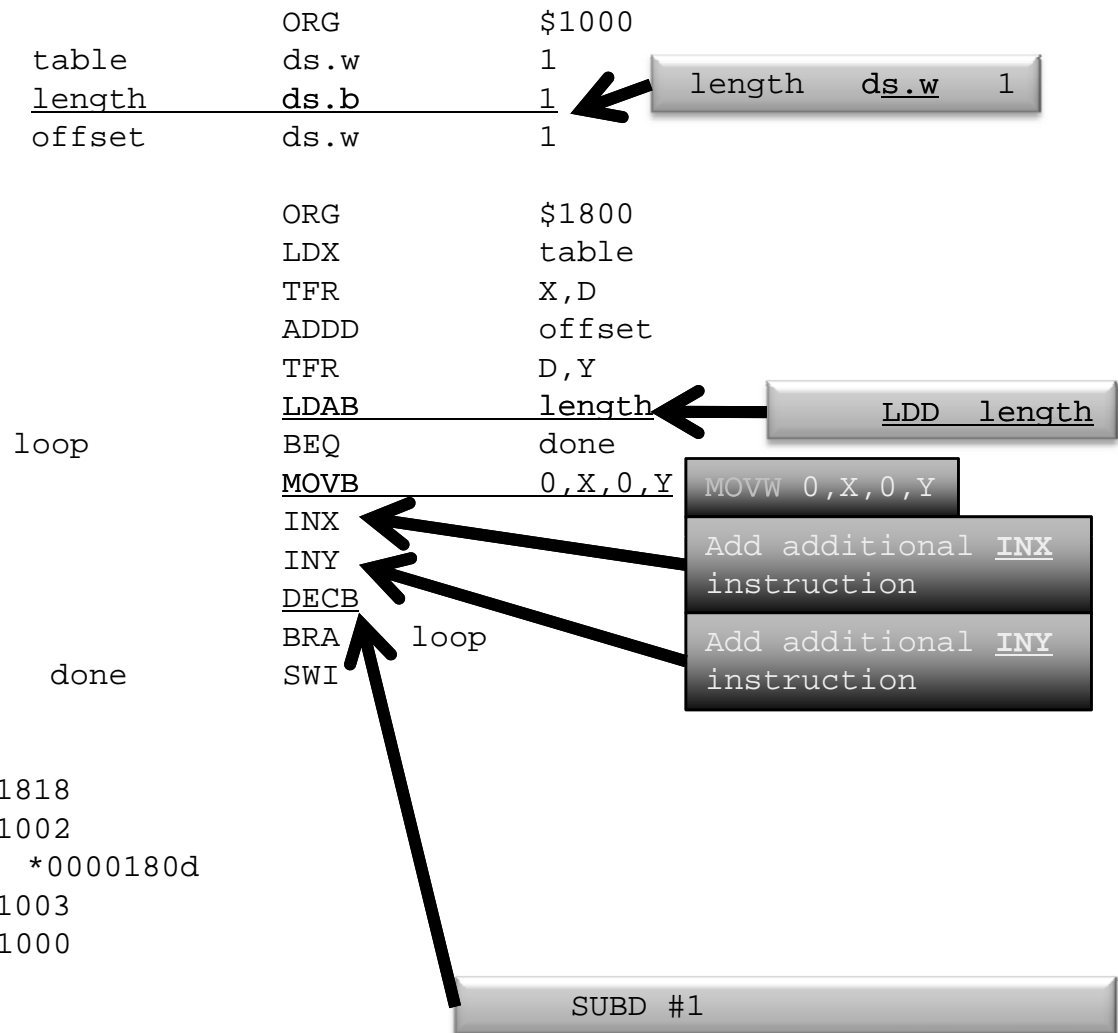 ORG $1000
table ds.w 1
length ds.b 1
length ds.w 1
offset ds.w 1
ORG $1800
LDX table
TFR X,D
ADDD offset
TFR D,Y
LDAB length
LDD length
loop BEQ done
MOVB 0,X,0,Y
MOVW 0,X,0,Y
INX
Add additional INX
instruction
INY
DECB
BRA loop
Add additional INY
instruction
done SWI
1818
1002
*0000180d
1003
1000
SUBD #1